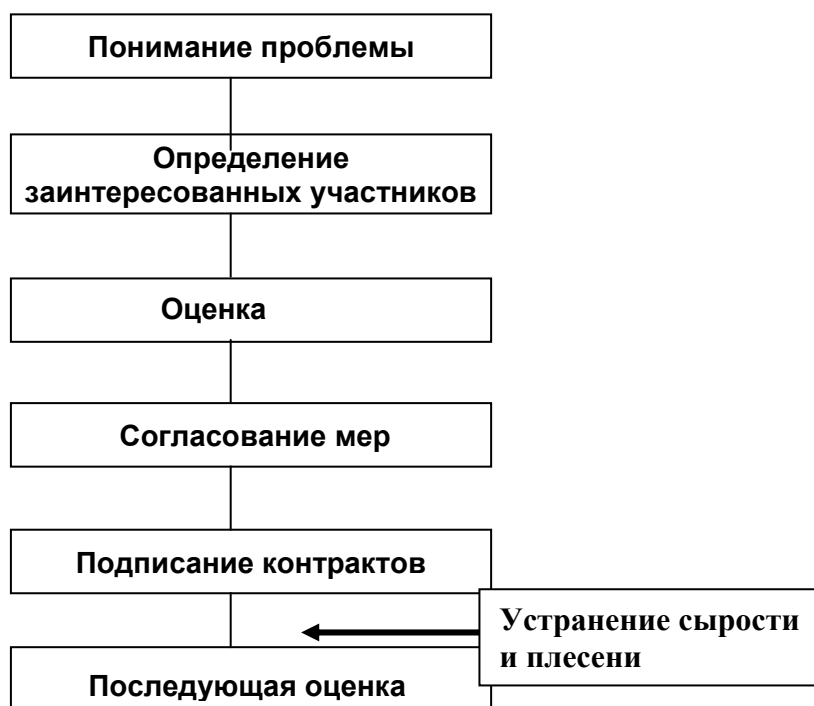 Понимание проблемы
Определение
заинтересованных участников
Оценка
Согласование мер
Подписание контрактов
Устранение сырости
и плесени
Последующая оценка